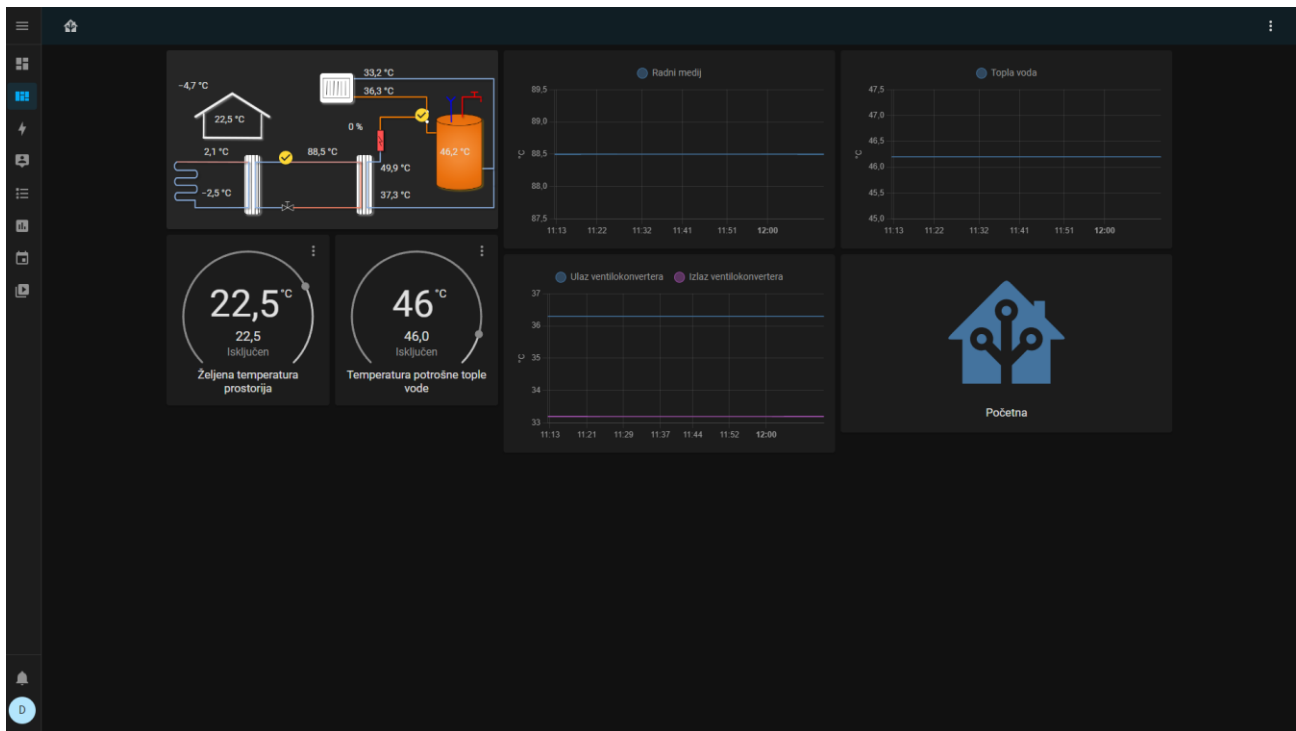 33,2 °C
−4,7 °C
36,3 °C
22,5 °C
0 %
2,1 °C
88,5 °C
46,2 °C
49,9 °C
−2,5 °C
37,3 °C
Radni medij
89,5
89,0
°C
88,5
88,0
87,5
11:13 11:22 11:32 11:41 11:51 12:00
Topla voda
47,5
47,0
46,5
°C
46,0
45,5
45,0
11:13 11:22 11:32 11:41 11:51 12:00
22,5 °C
22,5
Isključen
Željena temperatura
prostorija
46 °C
46,0
Isključen
Temperatura potrošne tople
vode
Ulaz ventilokonvertera Izlaz ventilokonvertera
37
36
°C
35
34
33
11:13 11:21 11:29 11:37 11:44 11:52 12:00
Početna
D